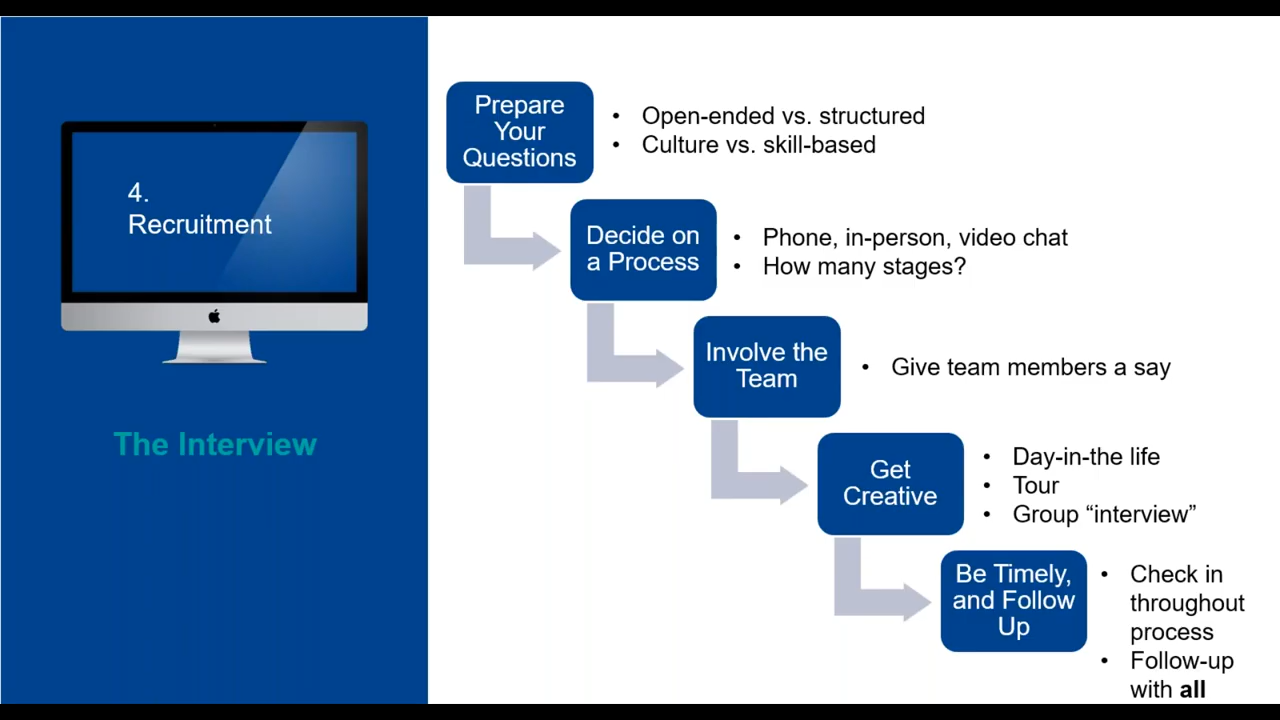 4.
Recruitment
The Interview
Prepare
Your
Questions
• Open-ended vs. structured
• Culture vs. skill-based
Decide on
a Process
• Phone, in-person, video chat
• How many stages?
Involve the
Team
• Give team members a say
Get
Creative
• Day-in-the life
• Tour
• Group “interview”
Be Timely,
and Follow
Up
• Check in
throughout
process
• Follow-up
with all